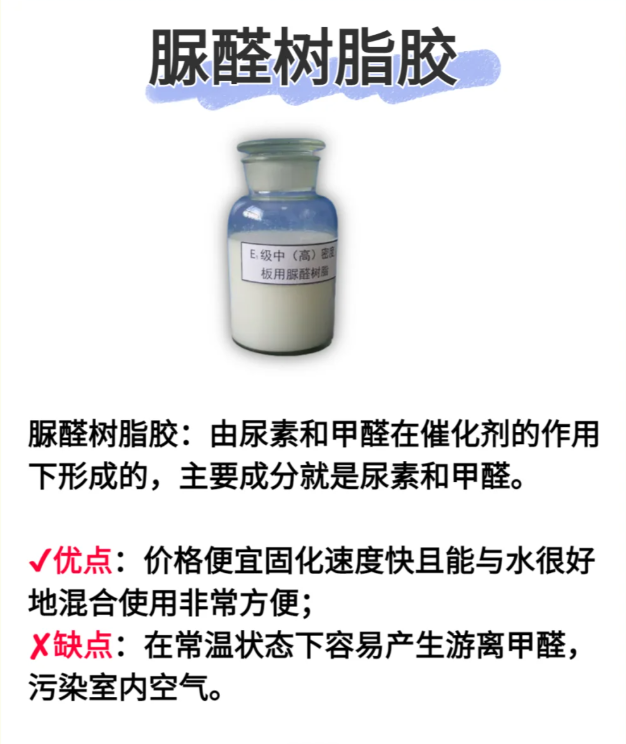 脲醛树脂胶
E₁级中（高）密度
板用脲醛树脂
脲醛树脂胶：由尿素和甲醛在催化剂的作用
下形成的，主要成分就是尿素和甲醛。
✓优点：价格便宜固化速度快且能与水很好
地混合使用非常方便；
✗缺点：在常温状态下容易产生游离甲醛，
污染室内空气。